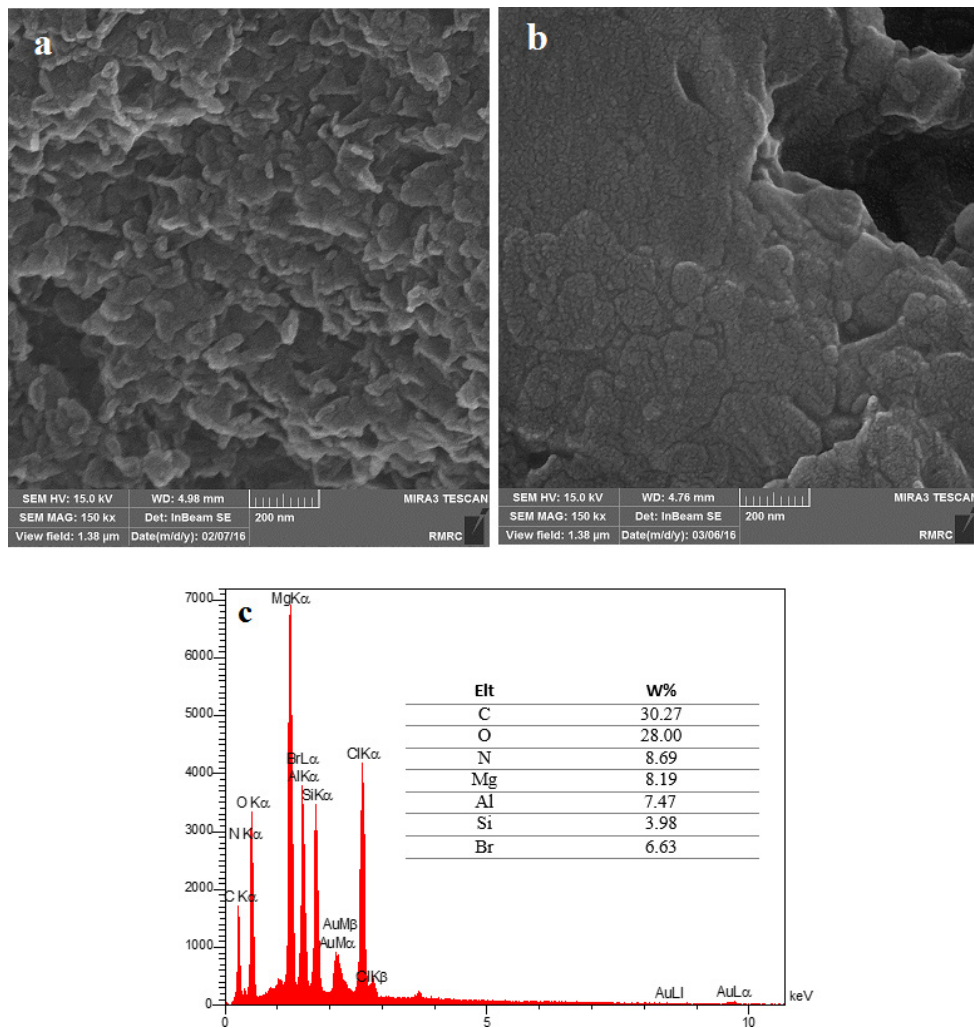 a
SEM HV: 15.0 kV WD: 4.98 mm MIRA3 TESCAN
SEM MAG: 150 kx Det: InBeam SE 200 nm
View field: 1.38 µm Date(m/d/y): 02/07/16 RMRC
b
SEM HV: 15.0 kV WD: 4.76 mm MIRA3 TESCAN
SEM MAG: 150 kx Det: InBeam SE 200 nm
View field: 1.38 µm Date(m/d/y): 03/06/16 RMRC
c
7000
6000
5000
4000
3000
2000
1000
0
MgKα
BrLα
AlKα
SiKα
ClKα
O Kα
N Kα
C Kα
AuMβ
AuMα
ClKβ
AuLl
AuLα
keV
0 5 10
Elt W%
C 30.27
O 28.00
N 8.69
Mg 8.19
Al 7.47
Si 3.98
Br 6.63